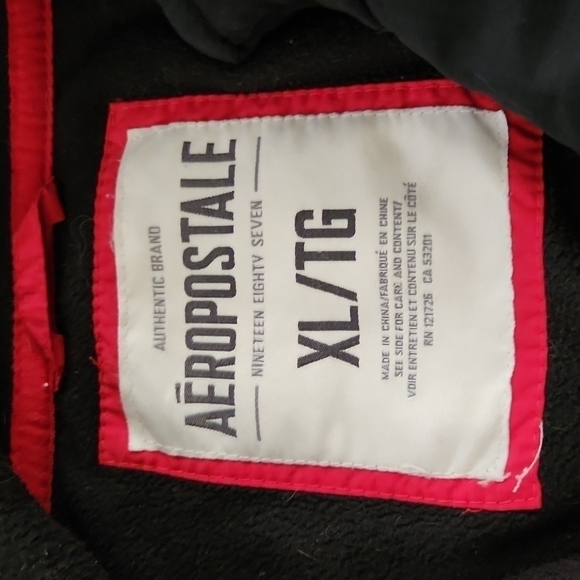 AUTHENTIC BRAND
AĒROPOSTALE
NINETEEN EIGHTY SEVEN
XL/TG
MADE IN CHINA/FABRIQUÉ EN CHINE
SEE SIDE FOR CARE AND CONTENT/
VOIR ENTRETIEN ET CONTENU SUR LE CÔTÉ
RN 121726 CA 53201